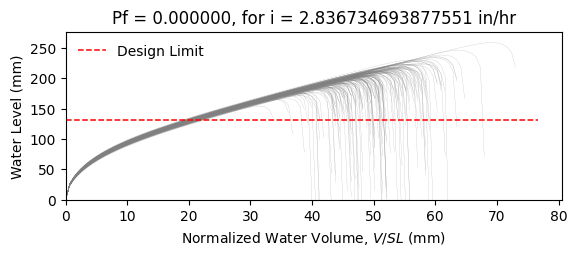 Pf = 0.000000, for i = 2.836734693877551 in/hr
Design Limit
Water Level (mm)
250
200
150
100
50
0
0 10 20 30 40 50 60 70 80
Normalized Water Volume, V/SL (mm)